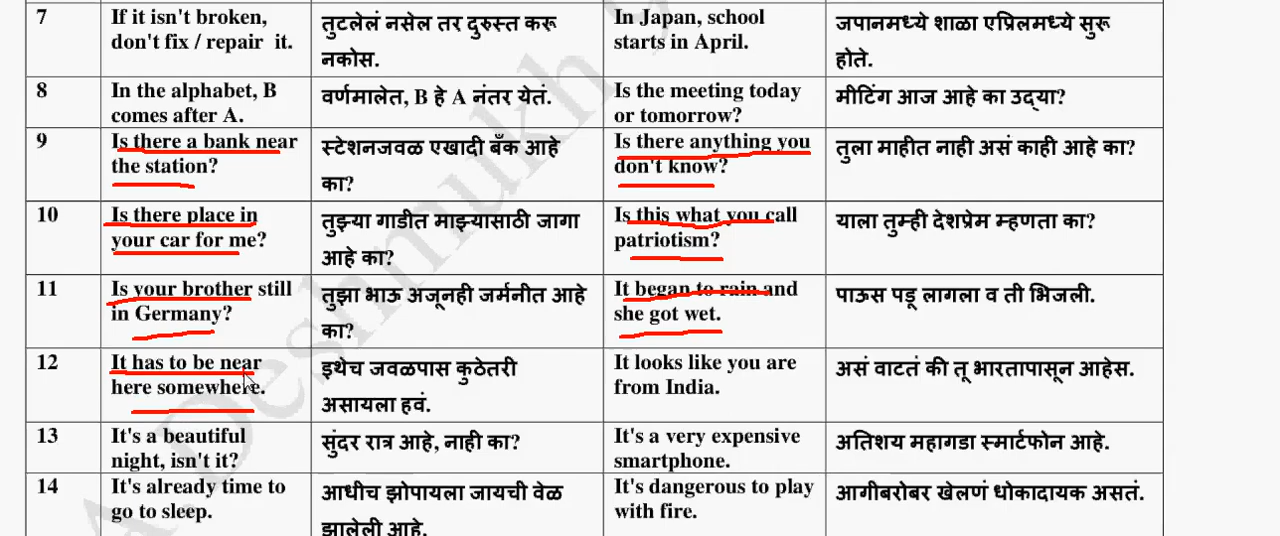 7 If it isn't broken, तुटलेलं नसेल तर दुरुस्त करू In Japan, school जपानमध्ये शाळा एप्रिलमध्ये सुरू
don't fix / repair it. नकोस. starts in April. होते.
8 In the alphabet, B वर्णमालेत, B हे A नंतर येतं. Is the meeting today मीटिंग आज आहे का उद्या?
comes after A. or tomorrow?
9 Is there a bank near स्टेशनजवळ एखादी बँक आहे Is there anything you तुला माहीत नाही असं काही आहे का?
the station? का? don't know?
10 Is there place in तुझ्या गाडीत माझ्यासाठी जागा Is this what you call याला तुम्ही देशप्रेम म्हणता का?
your car for me? आहे का? patriotism?
11 Is your brother still तुझा भाऊ अजूनही जर्मनीत आहे It began to rain and पाऊस पडू लागला व ती भिजली.
in Germany? का? she got wet.
12 It has to be near इथेच जवळपास कुठेतरी It looks like you are असं वाटतं की तू भारतापासून आहेस.
here somewhere. असायला हवं. from India.
13 It's a beautiful सुंदर रात्र आहे, नाही का? It's a very expensive अतिशय महागडा स्मार्टफोन आहे.
night, isn't it? smartphone.
14 It's already time to आधीच झोपायला जायची वेळ It's dangerous to play आगीबरोबर खेळणं धोकादायक असतं.
go to sleep. झालेली आहे. with fire.
A Deshmukh